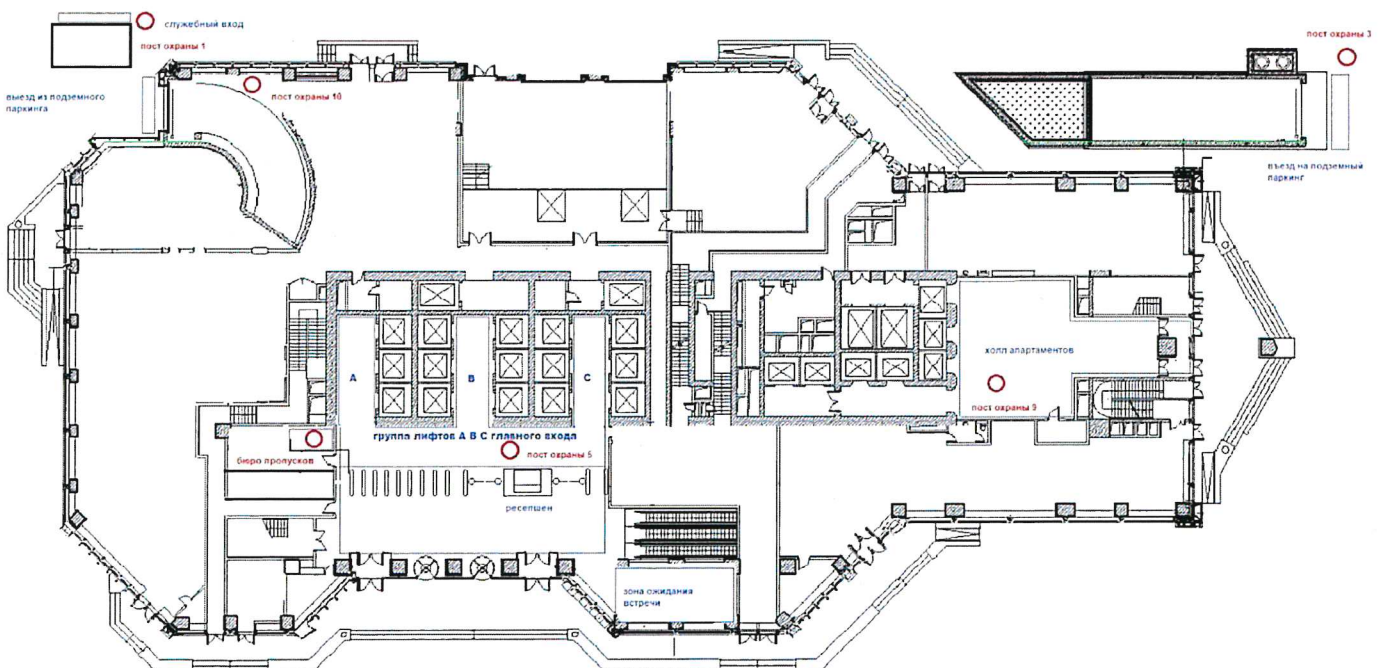 служебный вход
пост охраны 1
пост охраны 3
выезд из подземного
паркинга
пост охраны 10
въезд на подземный
паркинг
холл апартаментов
A
B
C
пост охраны 9
группа лифтов А В С главного входа
бюро пропусков
пост охраны 5
ресепшен
зона ожидания
встречи